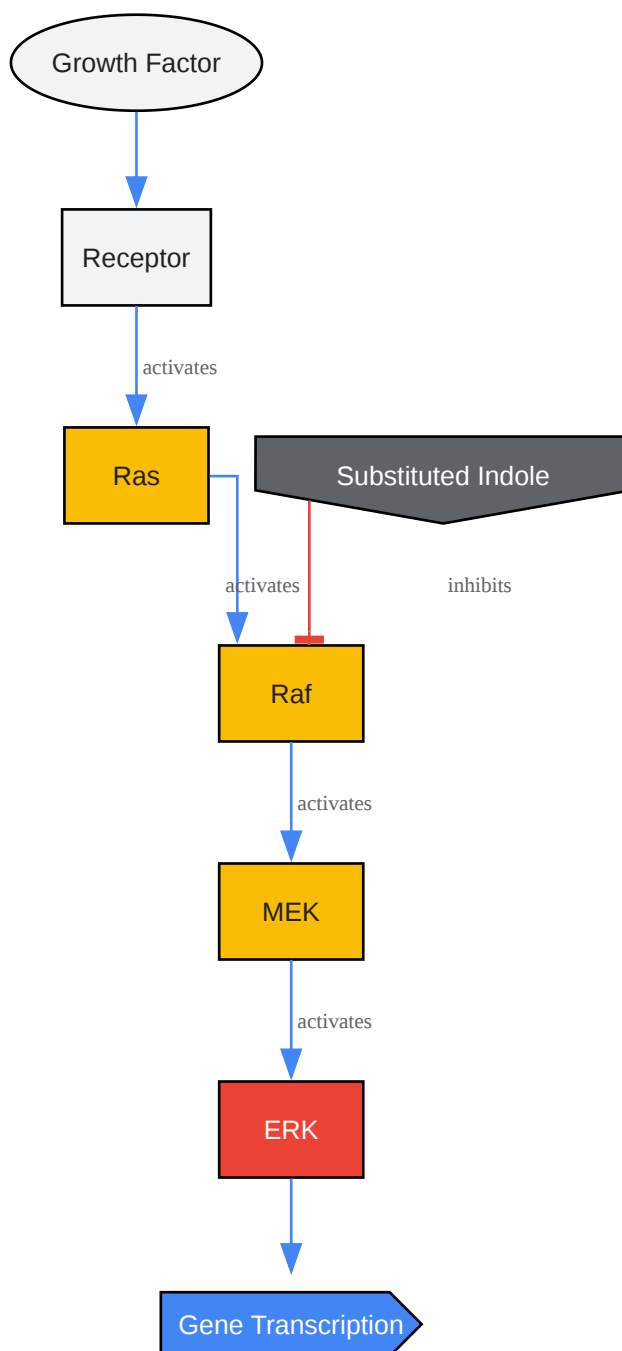 Growth Factor
Receptor
activates
Ras
Substituted Indole
activates
inhibits
Raf
activates
MEK
activates
ERK
Gene Transcription